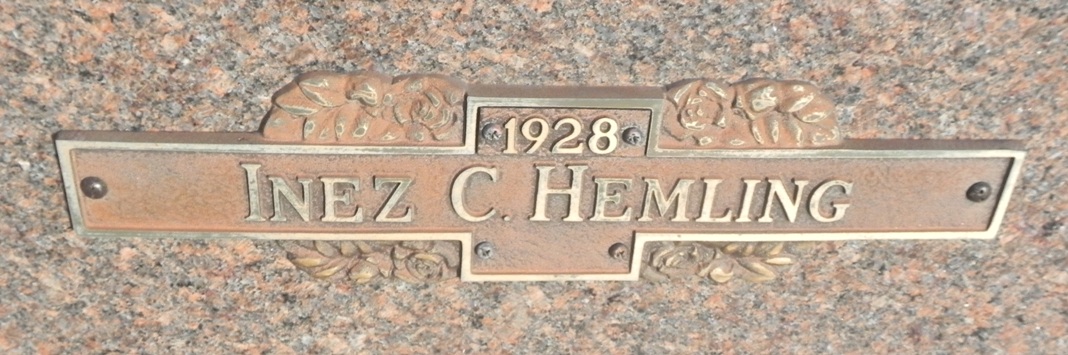 1928
INEZ C. HEMLING